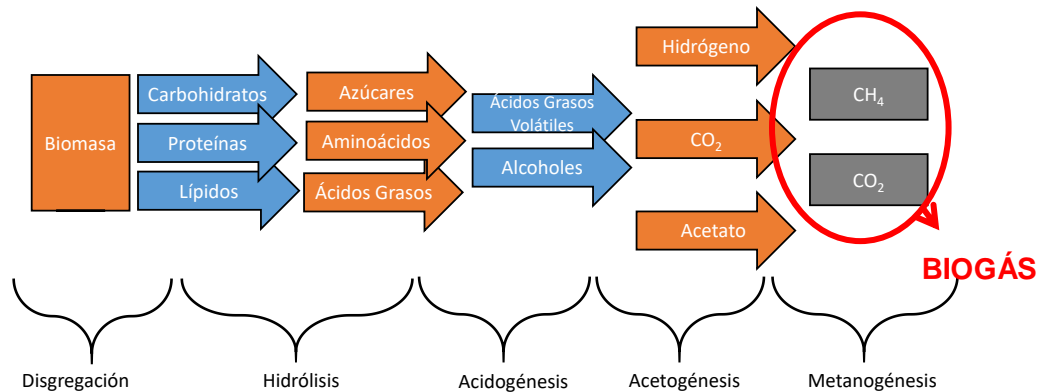 Biomasa
Carbohidratos
Proteínas
Lípidos
Azúcares
Aminoácidos
Ácidos Grasos
Ácidos Grasos
Volátiles
Alcoholes
Hidrógeno
CO₂
Acetato
CH₄
CO₂
BIOGÁS
Disgregación
Hidrólisis
Acidogénesis
Acetogénesis
Metanogénesis